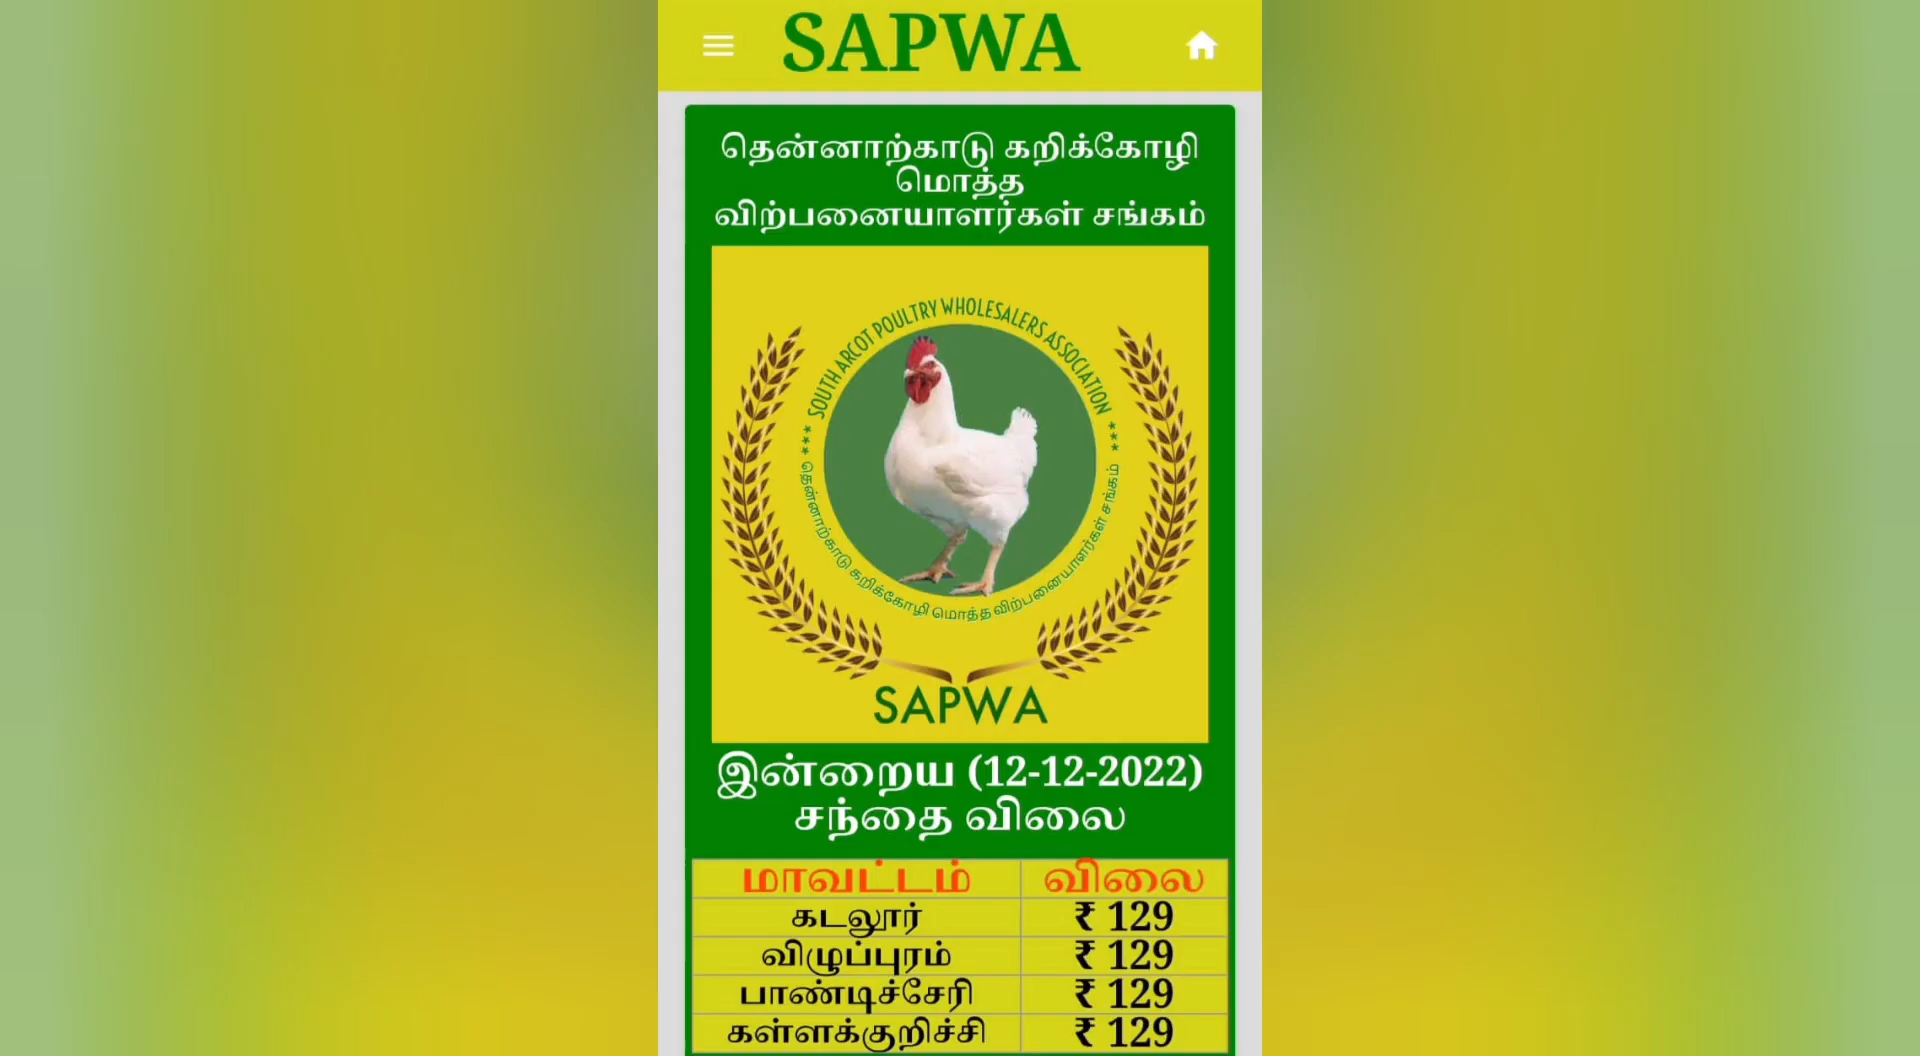 SAPWA
தென்னாற்காடு கறிக்கோழி
மொத்த
விற்பனையாளர்கள் சங்கம்
*** SOUTH ARCOT POULTRY WHOLESALERS ASSOCIATION ***
தென்னாற்காடு கறிக்கோழி மொத்த விற்பனையாளர்கள் சங்கம்
SAPWA
இன்றைய (12-12-2022)
சந்தை விலை
மாவட்டம் விலை
கடலூர் ₹ 129
விழுப்புரம் ₹ 129
பாண்டிச்சேரி ₹ 129
கள்ளக்குறிச்சி ₹ 129